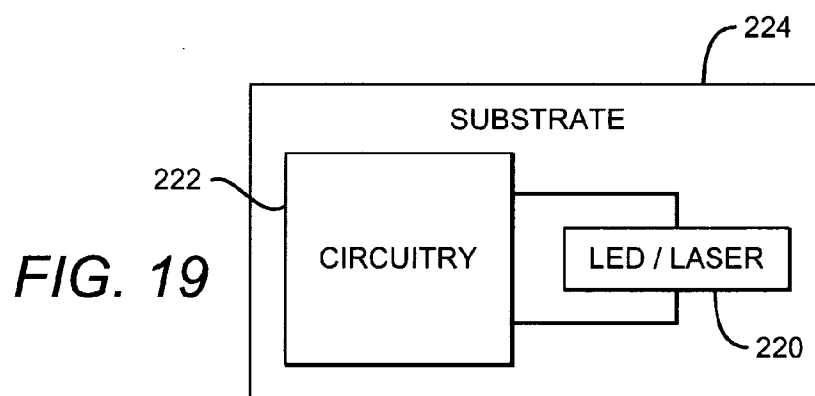 224
SUBSTRATE
222
CIRCUITRY
LED / LASER
FIG. 19
220